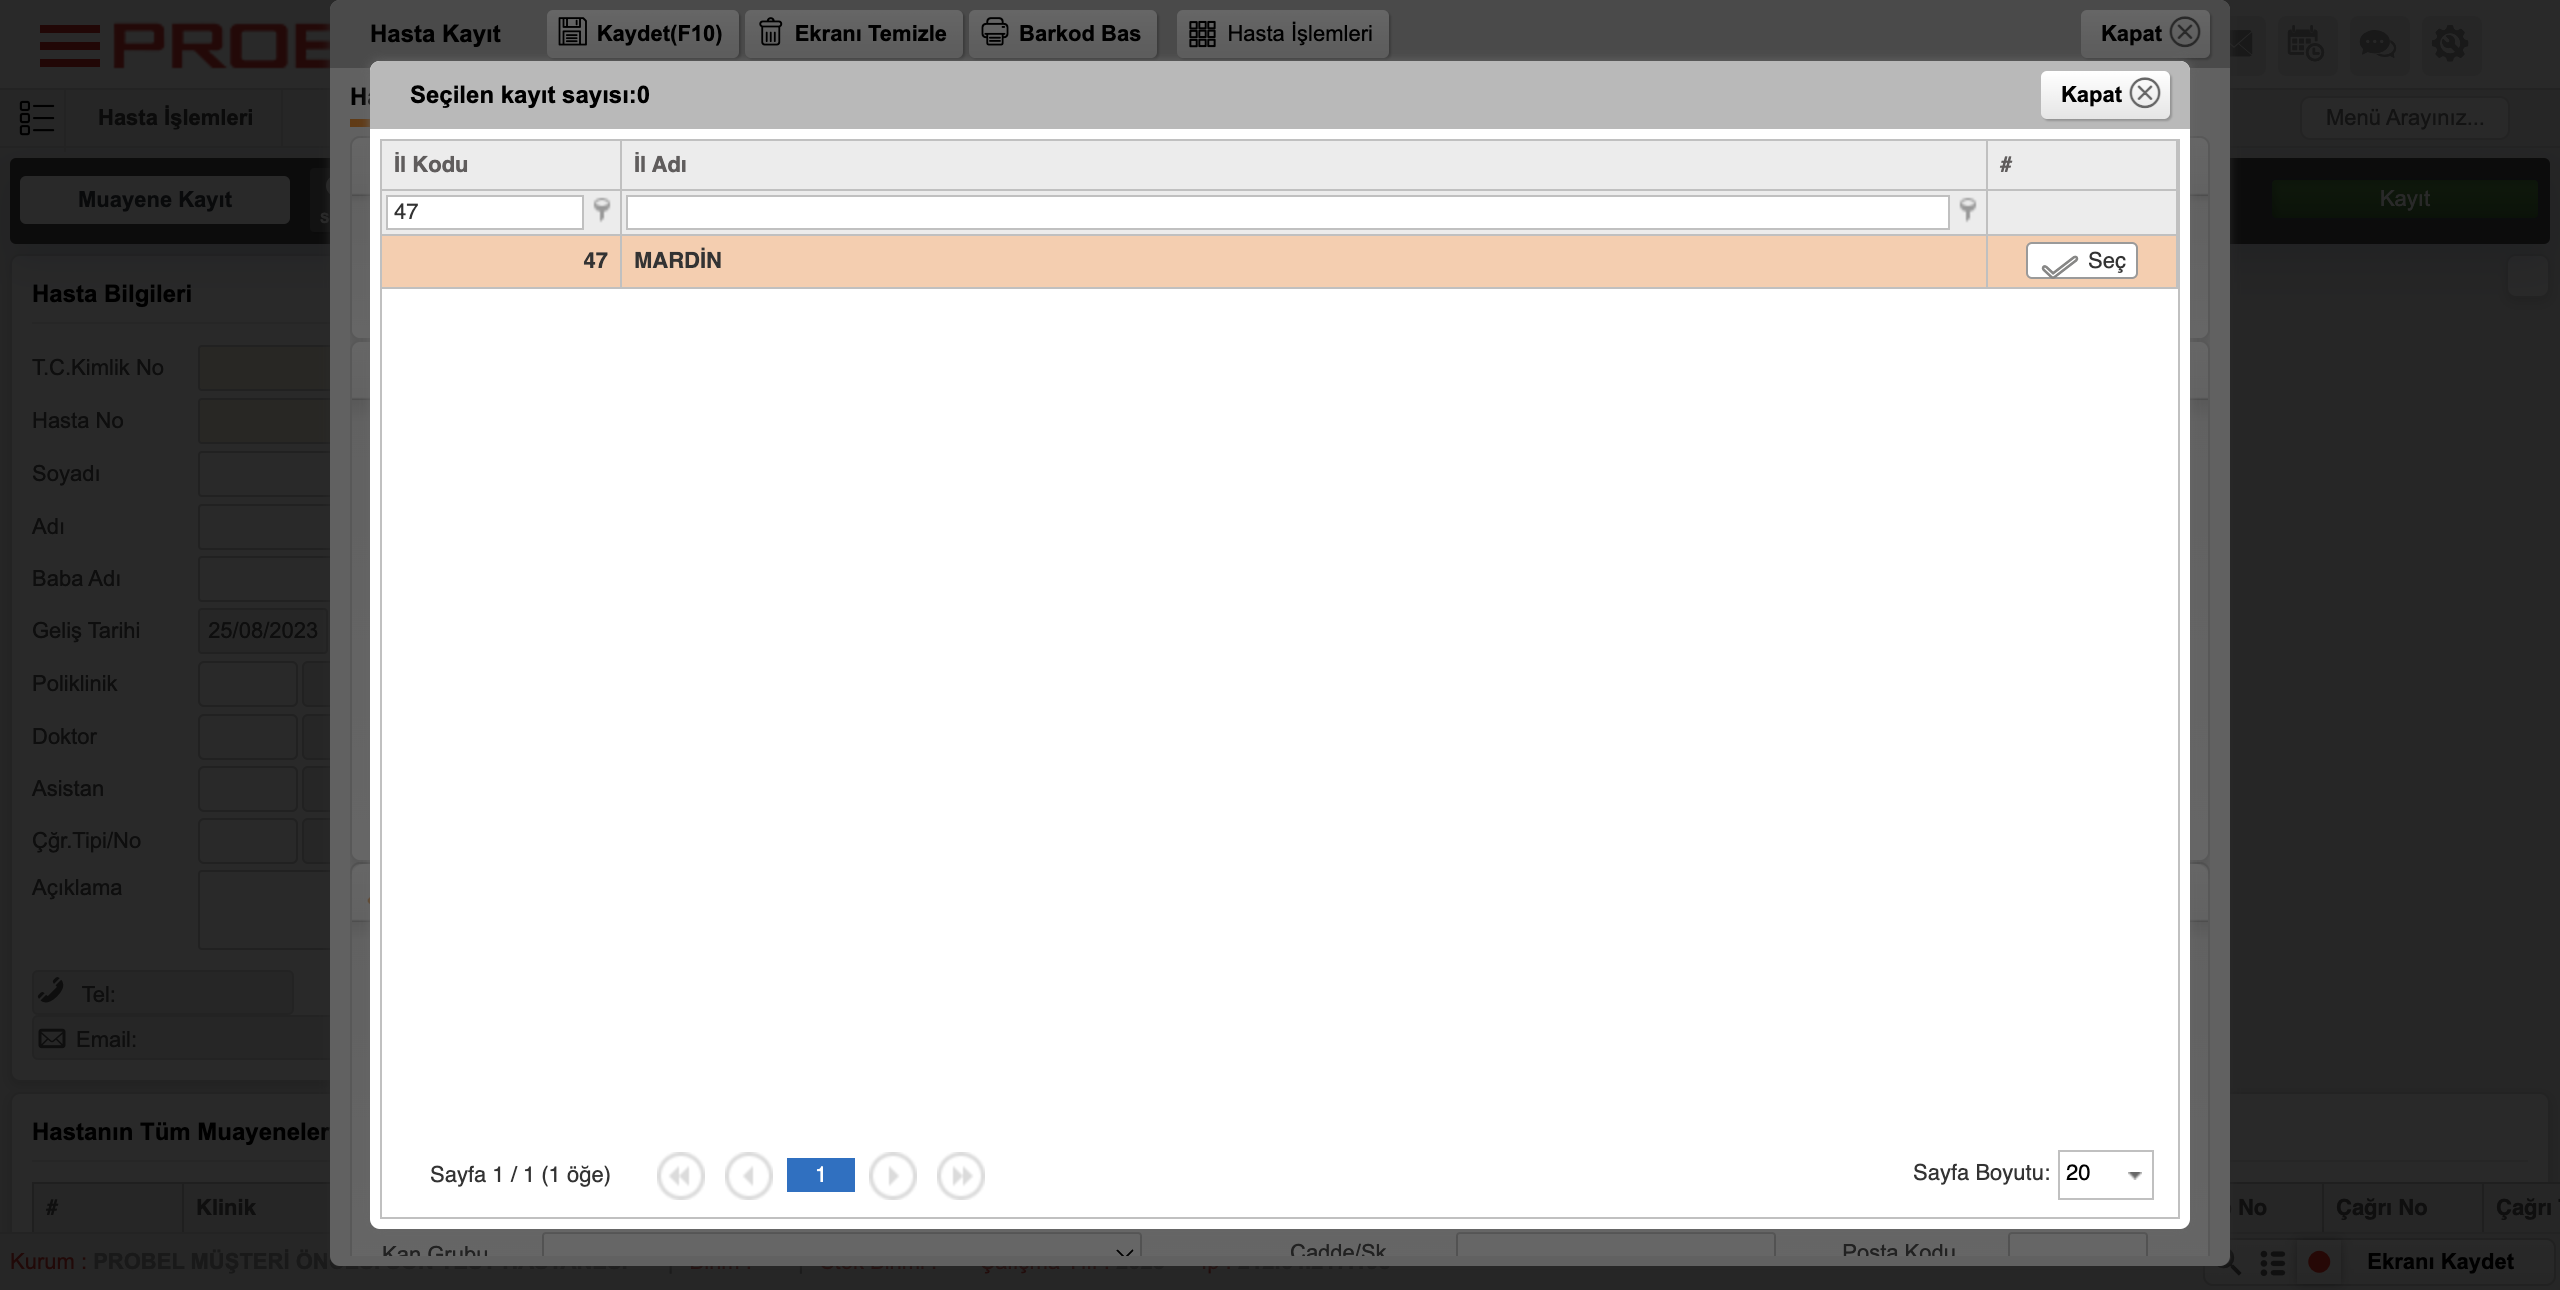 Hasta Kayıt
Kaydet(F10)
Ekranı Temizle
Barkod Bas
Hasta İşlemleri
Kapat
Seçilen kayıt sayısı:0
Kapat
Hasta İşlemleri
Menü Arayınız...
Muayene Kayıt
Kayıt
İl Kodu
İl Adı
#
47
47
MARDİN
Seç
Hasta Bilgileri
T.C.Kimlik No
Hasta No
Soyadı
Adı
Baba Adı
Geliş Tarihi
25/08/2023
Poliklinik
Doktor
Asistan
Çğr.Tipi/No
Açıklama
Tel:
Email:
Hastanın Tüm Muayeneler
Sayfa 1 / 1 (1 öğe)
1
Sayfa Boyutu:
20
#
Klinik
No
Çağrı No
Çağrı
Kan Grubu
Cadde/Sk
Posta Kodu
Kurum : PROBEL MÜŞTERİ
Ekranı Kaydet